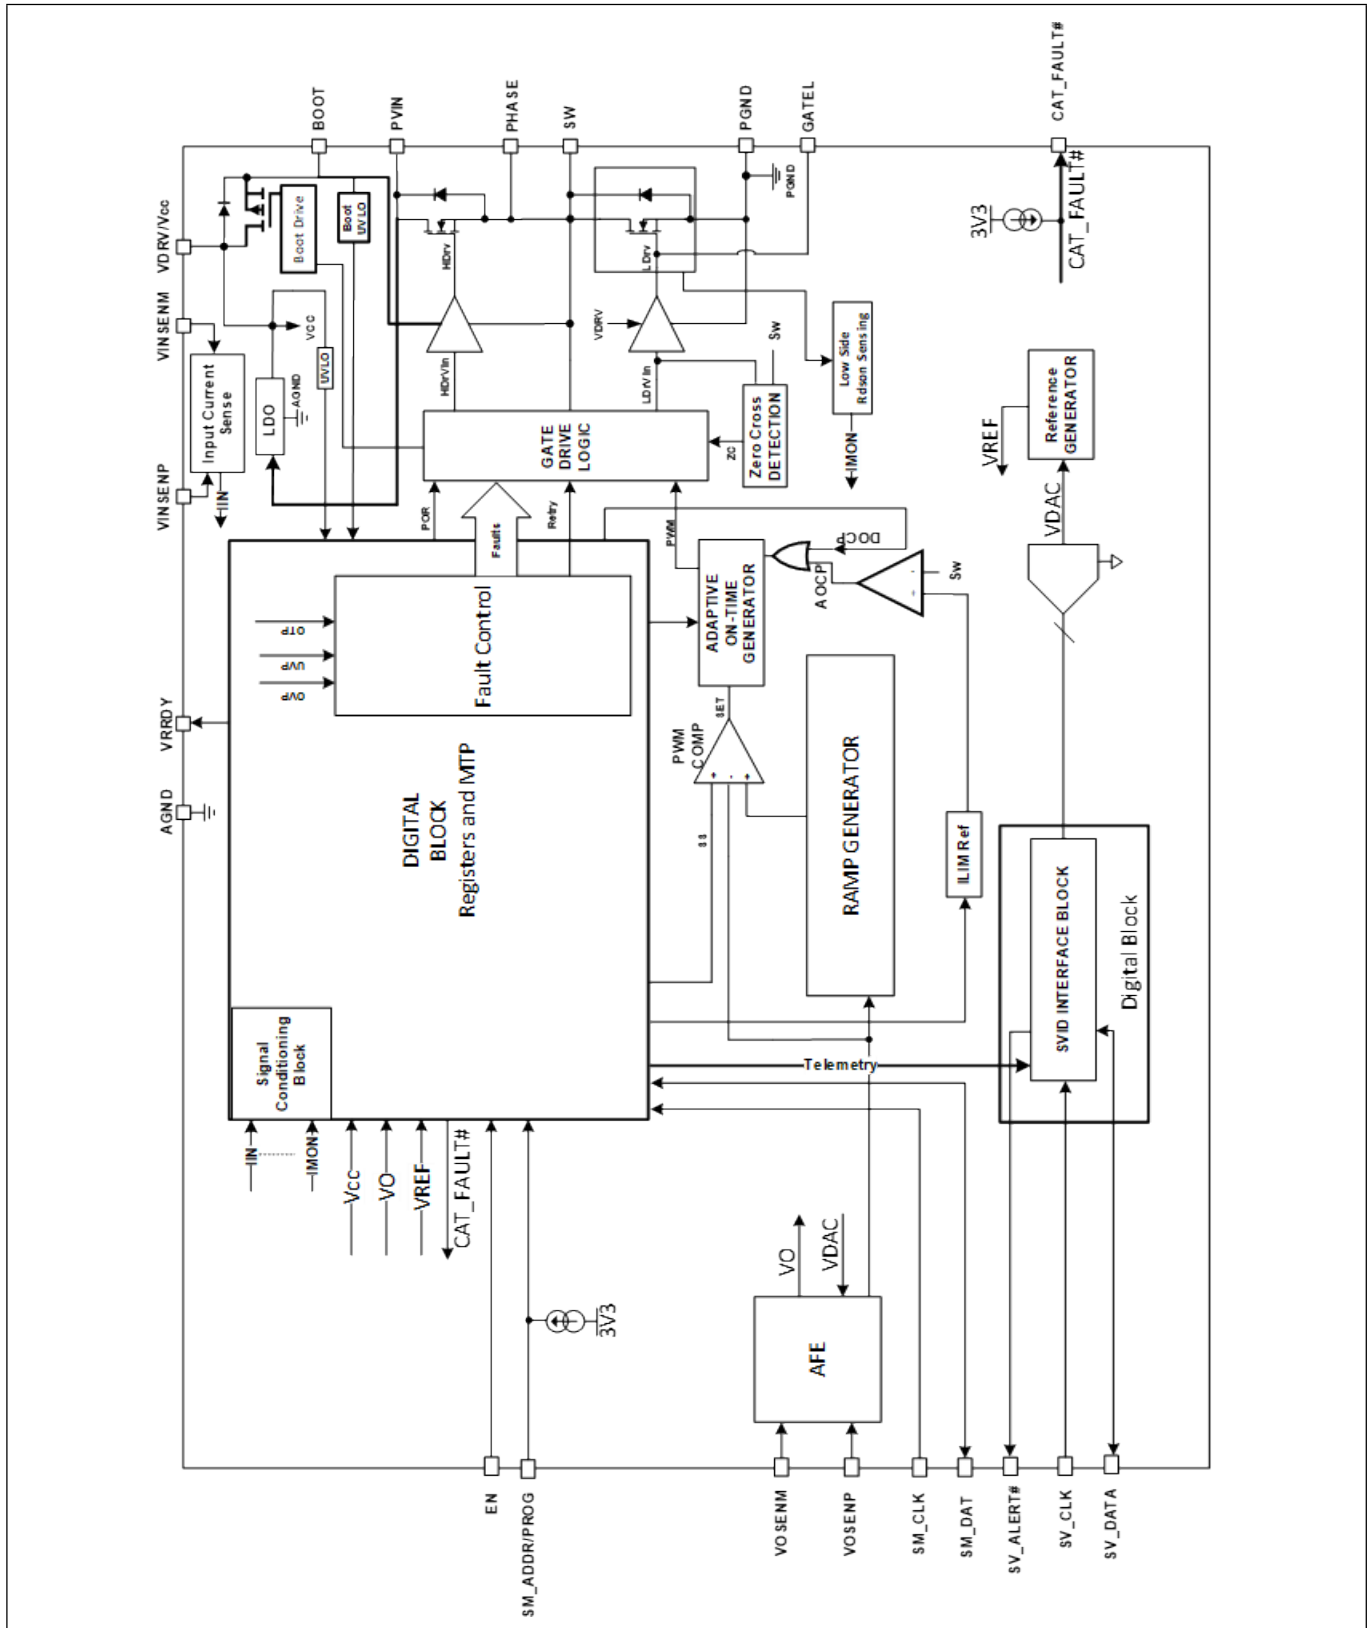 BOOT
PVIN
PHASE
SW
PGND
GATEL
CAT_FAULT#
VDRV/Vcc
VINSENM
VINSENP
VRRDY
AGND
Boot Drive
Boot
UVLO
VCC
UVLO
LDO
AGND
Input Current
Sense
IIN
HDrv
HDrVin
LDrv
VDRV
LDrVin
PGND
Sw
Low Side
Rdson Sensing
IMON
Zero Cross
DETECTION
ZC
GATE
DRIVE
LOGIC
POR
Faults
Retry
PWM
3V3
CAT_FAULT#
VREF
Reference
GENERATOR
VDAC
OTP
UVP
OVP
Fault Control
ADAPTIVE
ON-TIME
GENERATOR
AOCP
DOCP
Sw
SET
PWM
COMP
+
-
+
SS
RAMP GENERATOR
ILIM Ref
DIGITAL
BLOCK
Registers and MTP
Signal
Conditioning
Block
IIN
IMON
Vcc
VO
VREF
CAT_FAULT#
3V3
Telemetry
SVID INTERFACE BLOCK
Digital Block
VO
VDAC
AFE
EN
SM_ADDR/PROG
VOSENM
VOSENP
SM_CLK
SM_DAT
SV_ALERT#
SV_CLK
SV_DATA